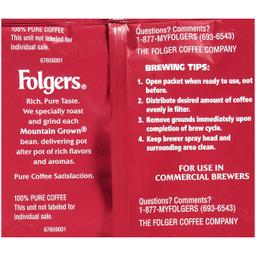 100% PURE COFFEE
This unit not labeled for
individual sale.
67659001
Folgers®
Rich. Pure Taste.
We specially roast
and grind each
Mountain Grown®
bean, delivering pot
after pot of rich flavors
and aromas.
Pure Coffee Satisfaction.
100% PURE COFFEE
This unit not labeled for
individual sale.
67659001
Questions? Comments?
1-877-MYFOLGERS (693-6543)
THE FOLGER COFFEE COMPANY
BREWING TIPS:
1. Open packet when ready to use, not
before.
2. Distribute desired amount of coffee
evenly in filter.
3. Remove grounds immediately upon
completion of brew cycle.
4. Keep brewer spray head and
surrounding area clean.
FOR USE IN
COMMERCIAL BREWERS
Questions? Comments?
1-877-MYFOLGERS (693-6543)
THE FOLGER COFFEE COMPANY